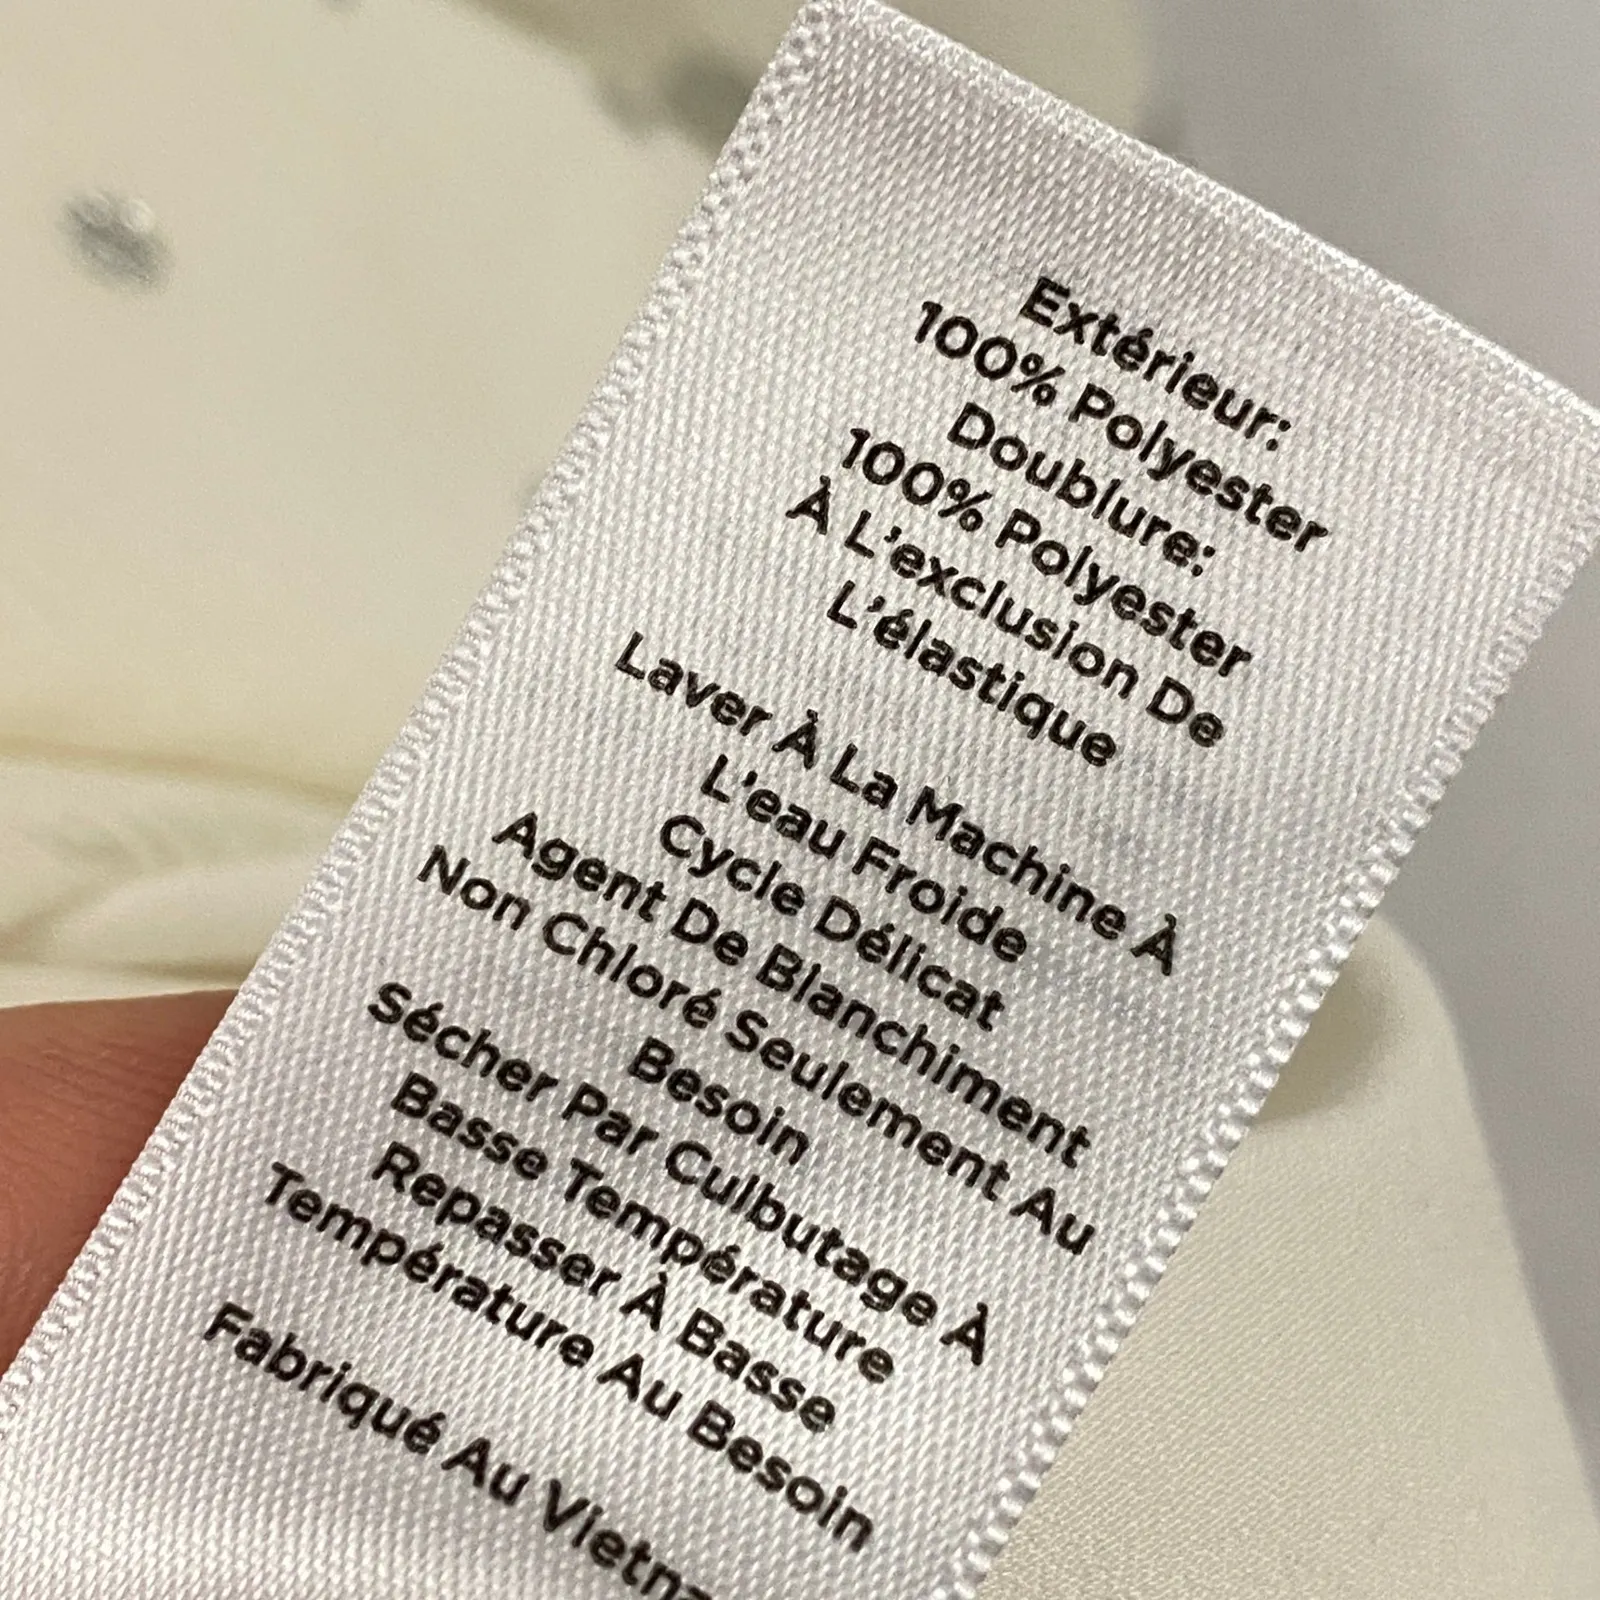 Extérieur:
100% Polyester
Doublure:
100% Polyester
À L'exclusion De
L'élastique
Laver À La Machine À
L'eau Froide
Cycle Délicat
Agent De Blanchiment
Non Chloré Seulement Au
Besoin
Sécher Par Culbutage À
Basse Température
Repasser À Basse
Température Au Besoin
Fabriqué Au Vietna